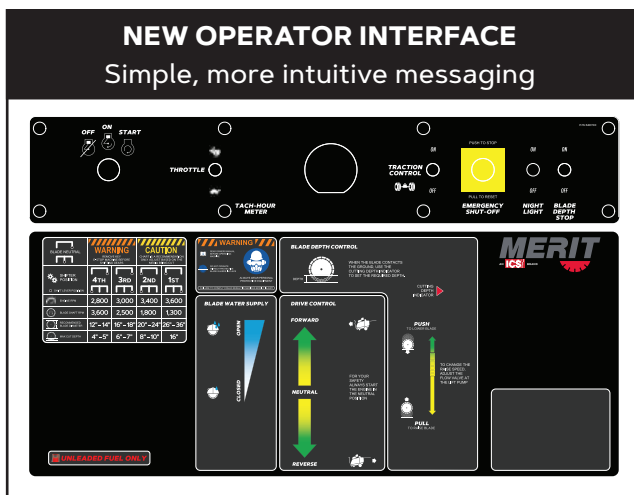 NEW OPERATOR INTERFACE
Simple, more intuitive messaging
OFF
ON
START
THROTTLE
TACH-HOUR
METER
TRACTION
CONTROL
ON
OFF
PUSH TO STOP
PULL TO RESET
EMERGENCY
SHUT-OFF
ON
OFF
NIGHT
LIGHT
ON
OFF
BLADE
DEPTH
STOP
BLADE NEUTRAL
WARNING
CAUTION
SHIFTER
POSITION
4TH 3RD 2ND 1ST
2,800 3,000 3,400 3,600
3,600 2,500 1,800 1,300
12"–14" 16"–18" 20"–24" 26"–36"
4"–5" 6"–7" 8"–10" 16"
WARNING
BLADE DEPTH CONTROL
DEPTH
WHEN THE BLADE CONTACTS
THE GROUND, USE THE
CUTTING DEPTH INDICATOR
TO SET THE REQUIRED DEPTH.
CUTTING
DEPTH
INDICATOR
MERIT
AN ICS BRAND
BLADE WATER SUPPLY
OPEN
CLOSED
DRIVE CONTROL
FORWARD
NEUTRAL
REVERSE
FOR YOUR
SAFETY
ALWAYS START
THE ENGINE IN
THE NEUTRAL
POSITION
PUSH
TO LOWER BLADE
TO CHANGE THE
RAISE SPEED,
ADJUST THE
FLOW VALVE AT
THE LIFT PUMP
PULL
TO RAISE BLADE
UNLEADED FUEL ONLY